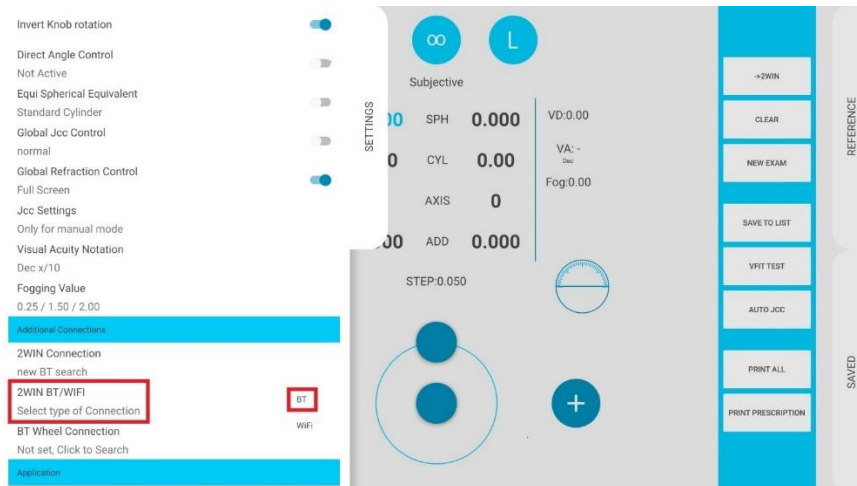 Invert Knob rotation
Direct Angle Control
Not Active
Equi Spherical Equivalent
Standard Cylinder
Global Jcc Control
normal
Global Refraction Control
Full Screen
Jcc Settings
Only for manual mode
Visual Acuity Notation
Dec x/10
Fogging Value
0.25 / 1.50 / 2.00
Additional Connections
2WIN Connection
new BT search
2WIN BT/WIFI
BT
Select type of Connection
WiFi
BT Wheel Connection
Not set, Click to Search
Application
SETTINGS
∞
L
Subjective
00 SPH 0.000
0 CYL 0.00
AXIS 0
00 ADD 0.000
VD:0.00
VA: -
Dec
Fog:0.00
STEP:0.050
+
->2WIN
CLEAR
NEW EXAM
SAVE TO LIST
VFIT TEST
AUTO JCC
PRINT ALL
PRINT PRESCRIPTION
REFERENCE
SAVED